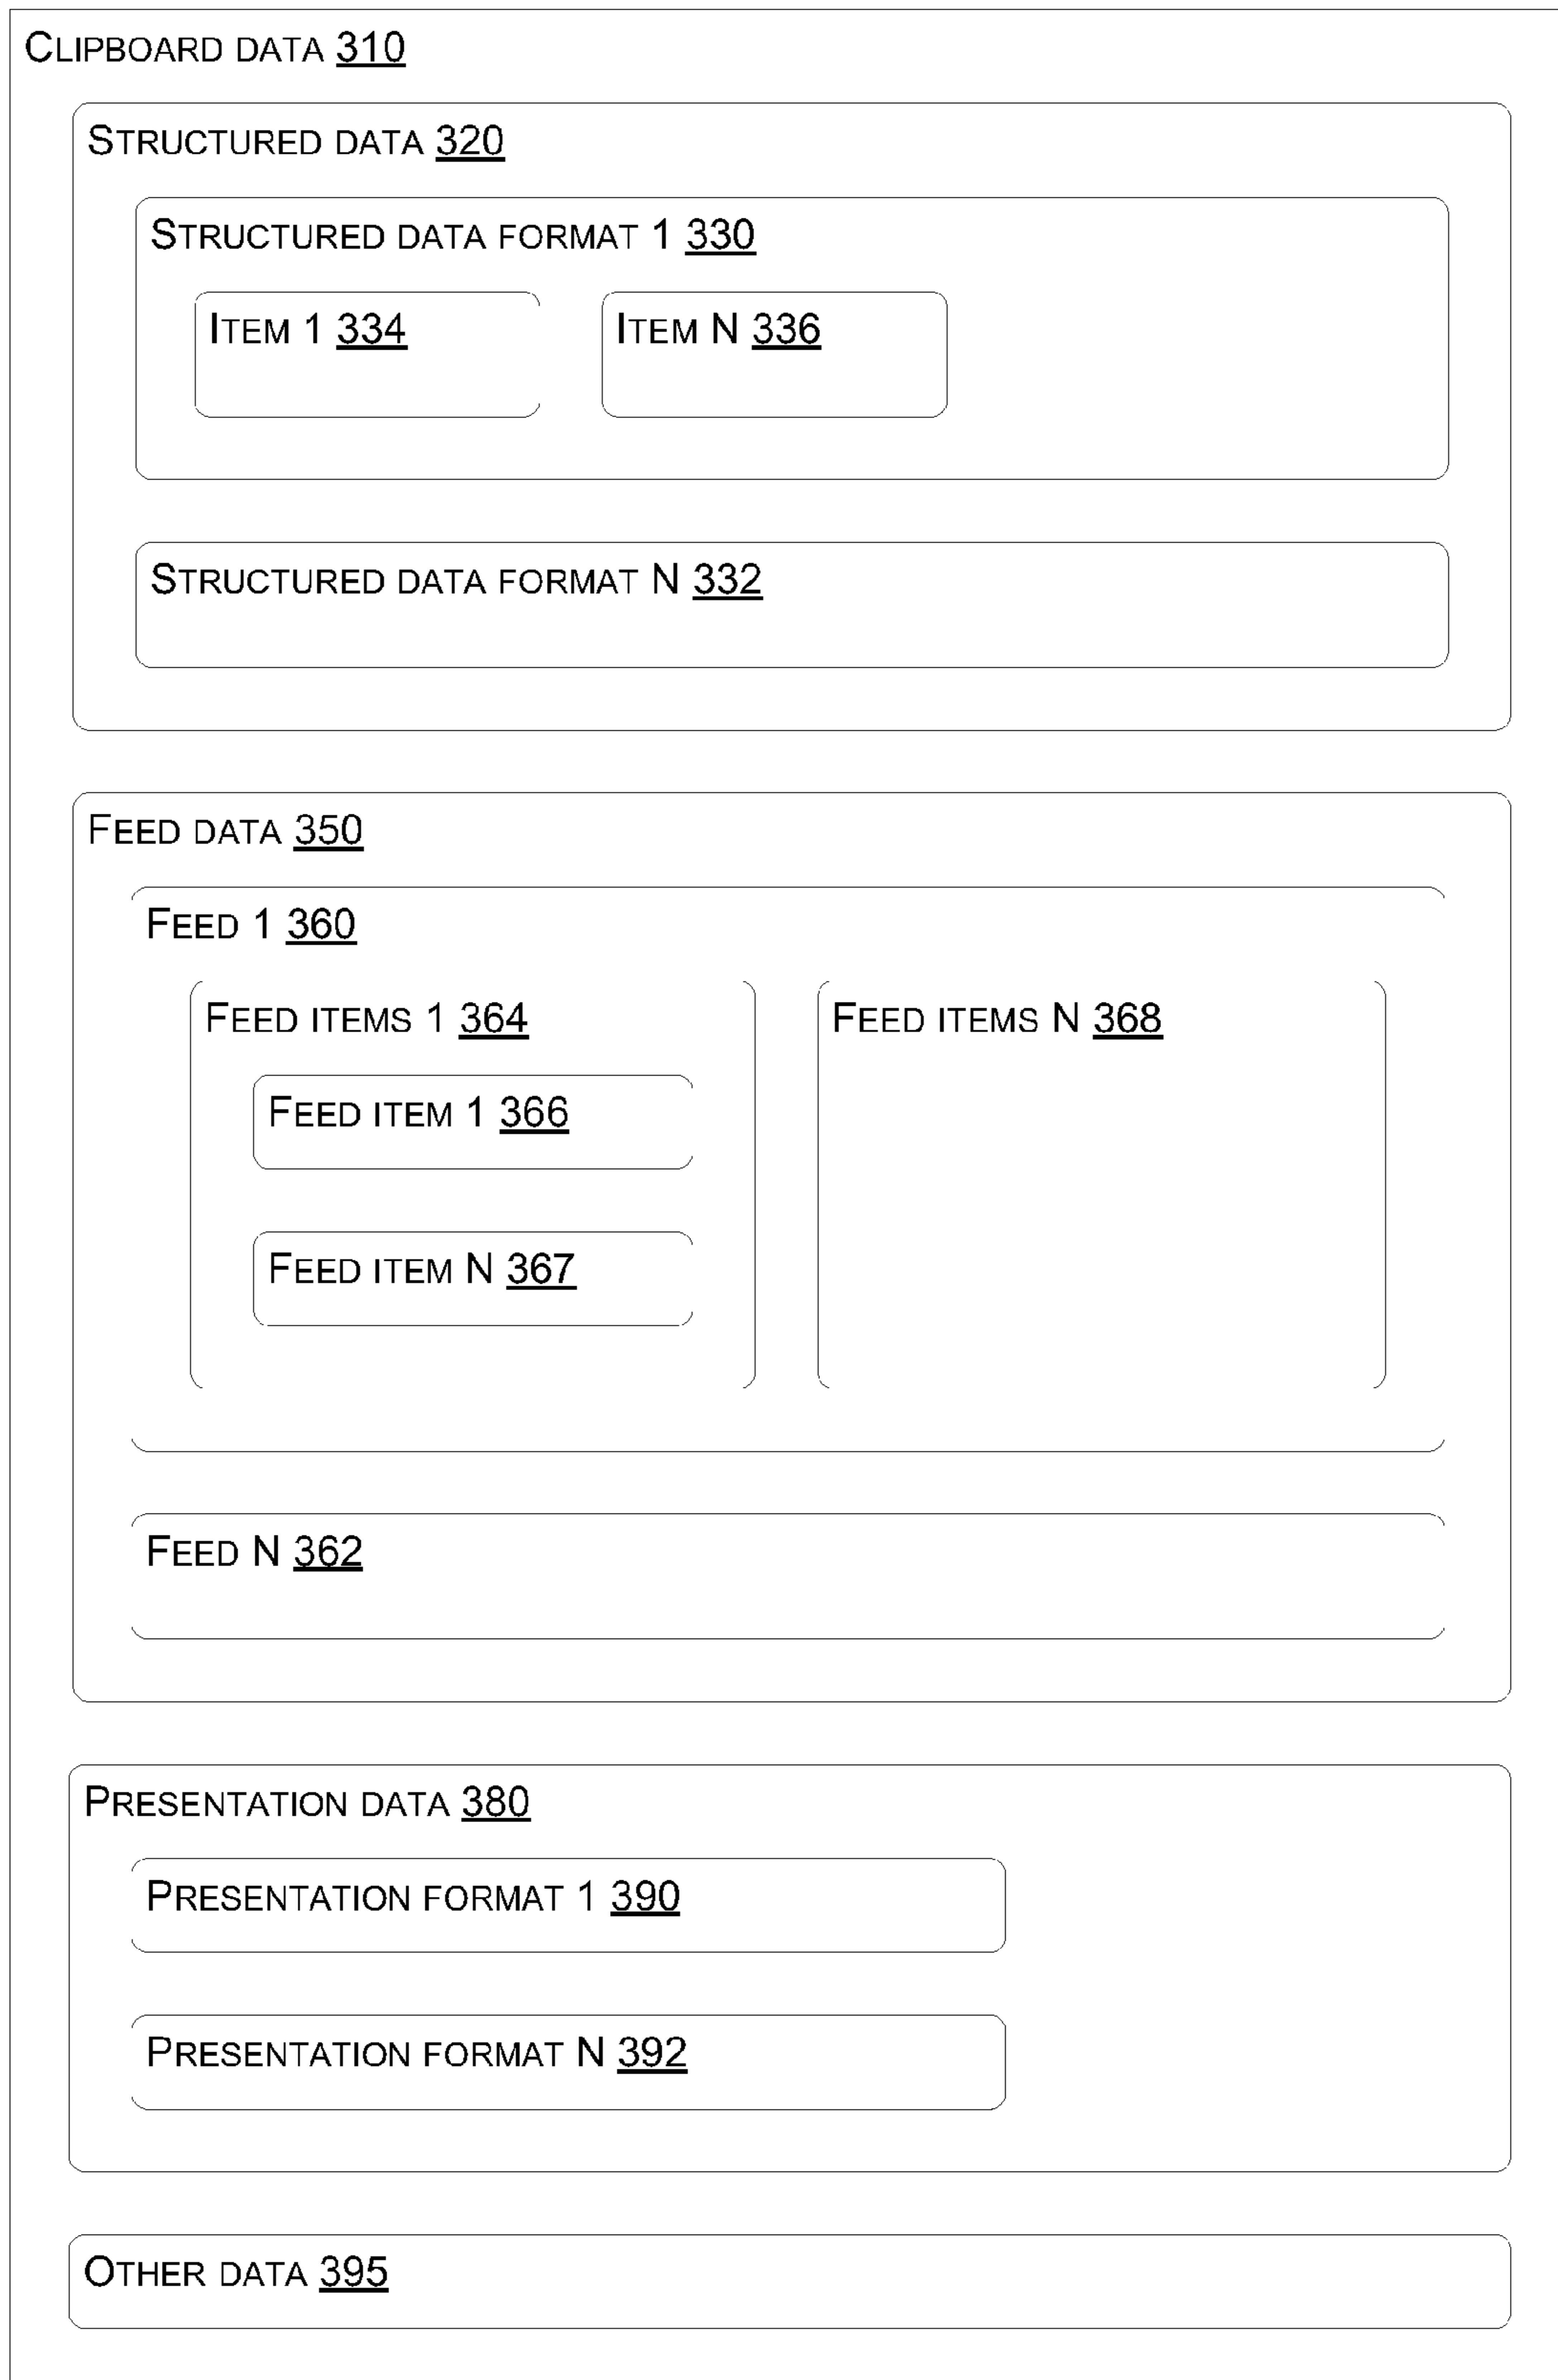 CLIPBOARD DATA 310
STRUCTURED DATA 320
STRUCTURED DATA FORMAT 1 330
ITEM 1 334 ITEM N 336
STRUCTURED DATA FORMAT N 332
FEED DATA 350
FEED 1 360
FEED ITEMS 1 364 FEED ITEMS N 368
FEED ITEM 1 366
FEED ITEM N 367
FEED N 362
PRESENTATION DATA 380
PRESENTATION FORMAT 1 390
PRESENTATION FORMAT N 392
OTHER DATA 395